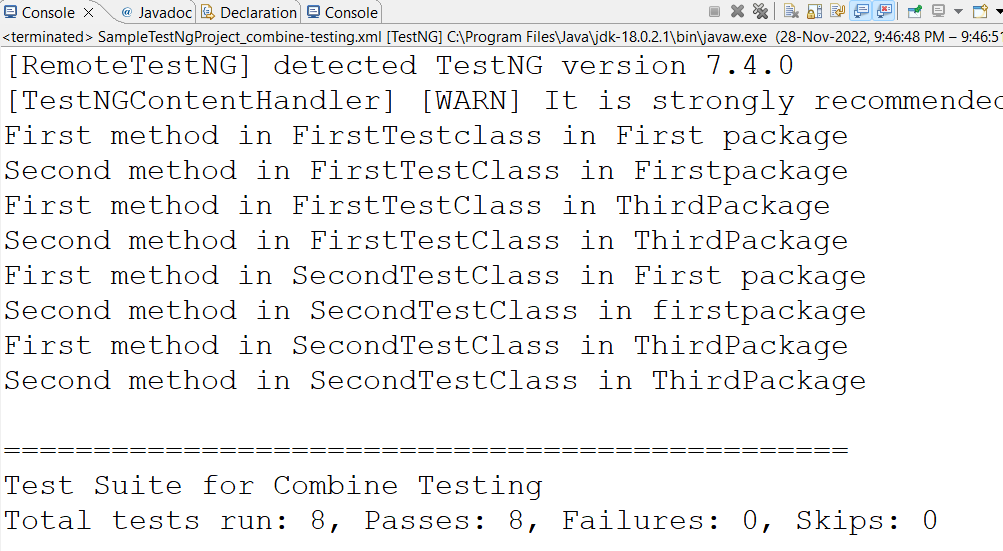 Console @ Javadoc Declaration Console
<terminated> SampleTestNgProject_combine-testing.xml [TestNG] C:\Program Files\Java\jdk-18.0.2.1\bin\javaw.exe (28-Nov-2022, 9:46:48 PM – 9:46:51
[RemoteTestNG] detected TestNG version 7.4.0
[TestNGContentHandler] [WARN] It is strongly recommended
First method in FirstTestclass in First package
Second method in FirstTestClass in Firstpackage
First method in FirstTestClass in ThirdPackage
Second method in FirstTestClass in ThirdPackage
First method in SecondTestClass in First package
Second method in SecondTestClass in firstpackage
First method in SecondTestClass in ThirdPackage
Second method in SecondTestClass in ThirdPackage
===============================================
Test Suite for Combine Testing
Total tests run: 8, Passes: 8, Failures: 0, Skips: 0